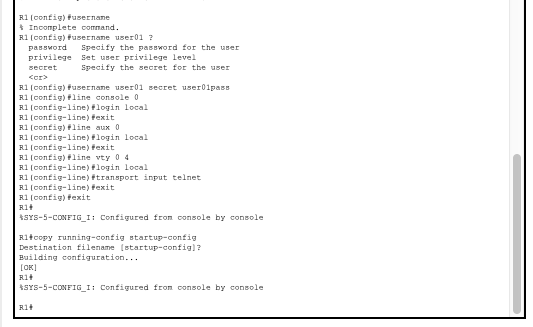 R1(config)#username
% Incomplete command.
R1(config)#username user01 ?
  password   Specify the password for the user
  privilege  Set user privilege level
  secret     Specify the secret for the user
  <cr>
R1(config)#username user01 secret user01pass
R1(config)#line console 0
R1(config-line)#login local
R1(config-line)#exit
R1(config)#line aux 0
R1(config-line)#login local
R1(config-line)#exit
R1(config)#line vty 0 4
R1(config-line)#login local
R1(config-line)#transport input telnet
R1(config-line)#exit
R1(config)#exit
R1#
%SYS-5-CONFIG_I: Configured from console by console

R1#copy running-config startup-config
Destination filename [startup-config]?
Building configuration...
[OK]
R1#
%SYS-5-CONFIG_I: Configured from console by console

R1#